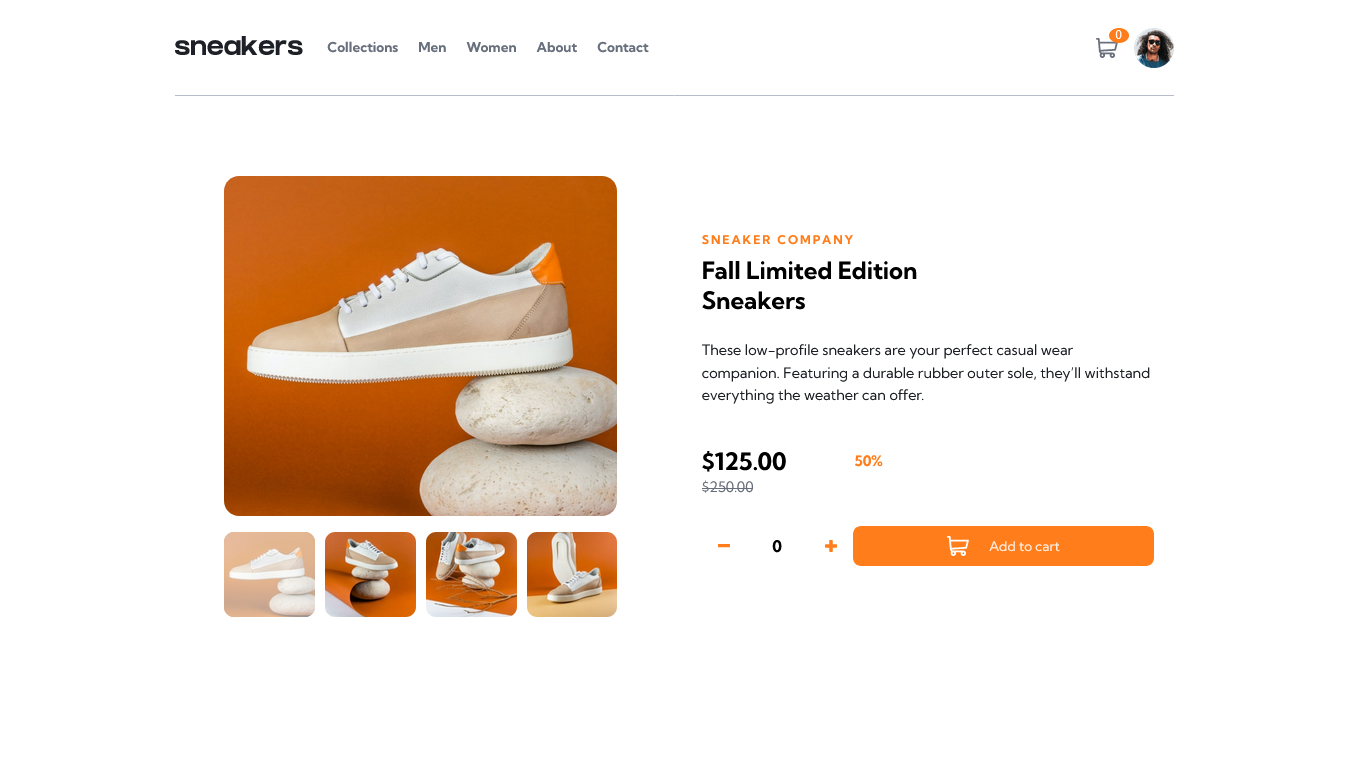 sneakers
Collections Men Women About Contact
0
SNEAKER COMPANY
Fall Limited Edition
Sneakers
These low-profile sneakers are your perfect casual wear
companion. Featuring a durable rubber outer sole, they’ll withstand
everything the weather can offer.
$125.00 50%
$250.00
0
Add to cart